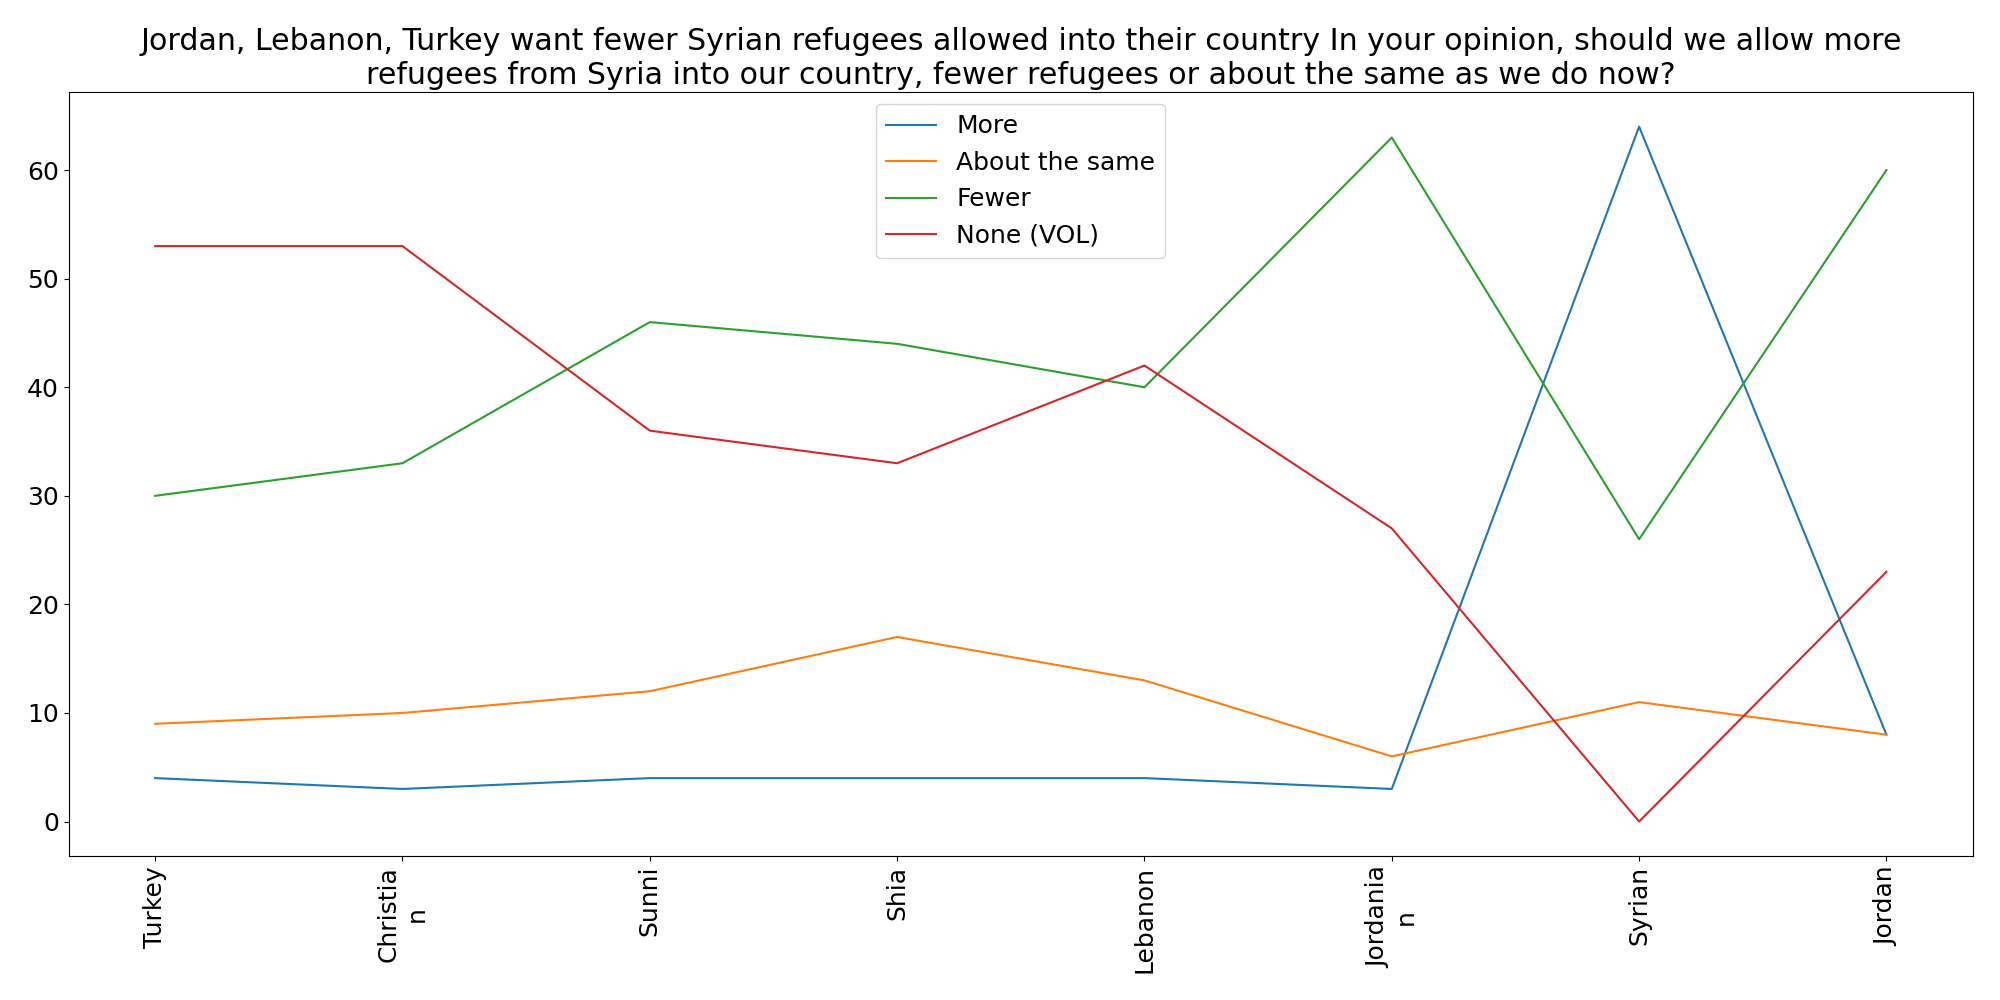 Jordan, Lebanon, Turkey want fewer Syrian refugees allowed into their country In your opinion, should we allow more
refugees from Syria into our country, fewer refugees or about the same as we do now?
More
About the same
Fewer
None (VOL)
60
50
40
30
20
10
0
Turkey
Christia
n
Sunni
Shia
Lebanon
Jordania
n
Syrian
Jordan